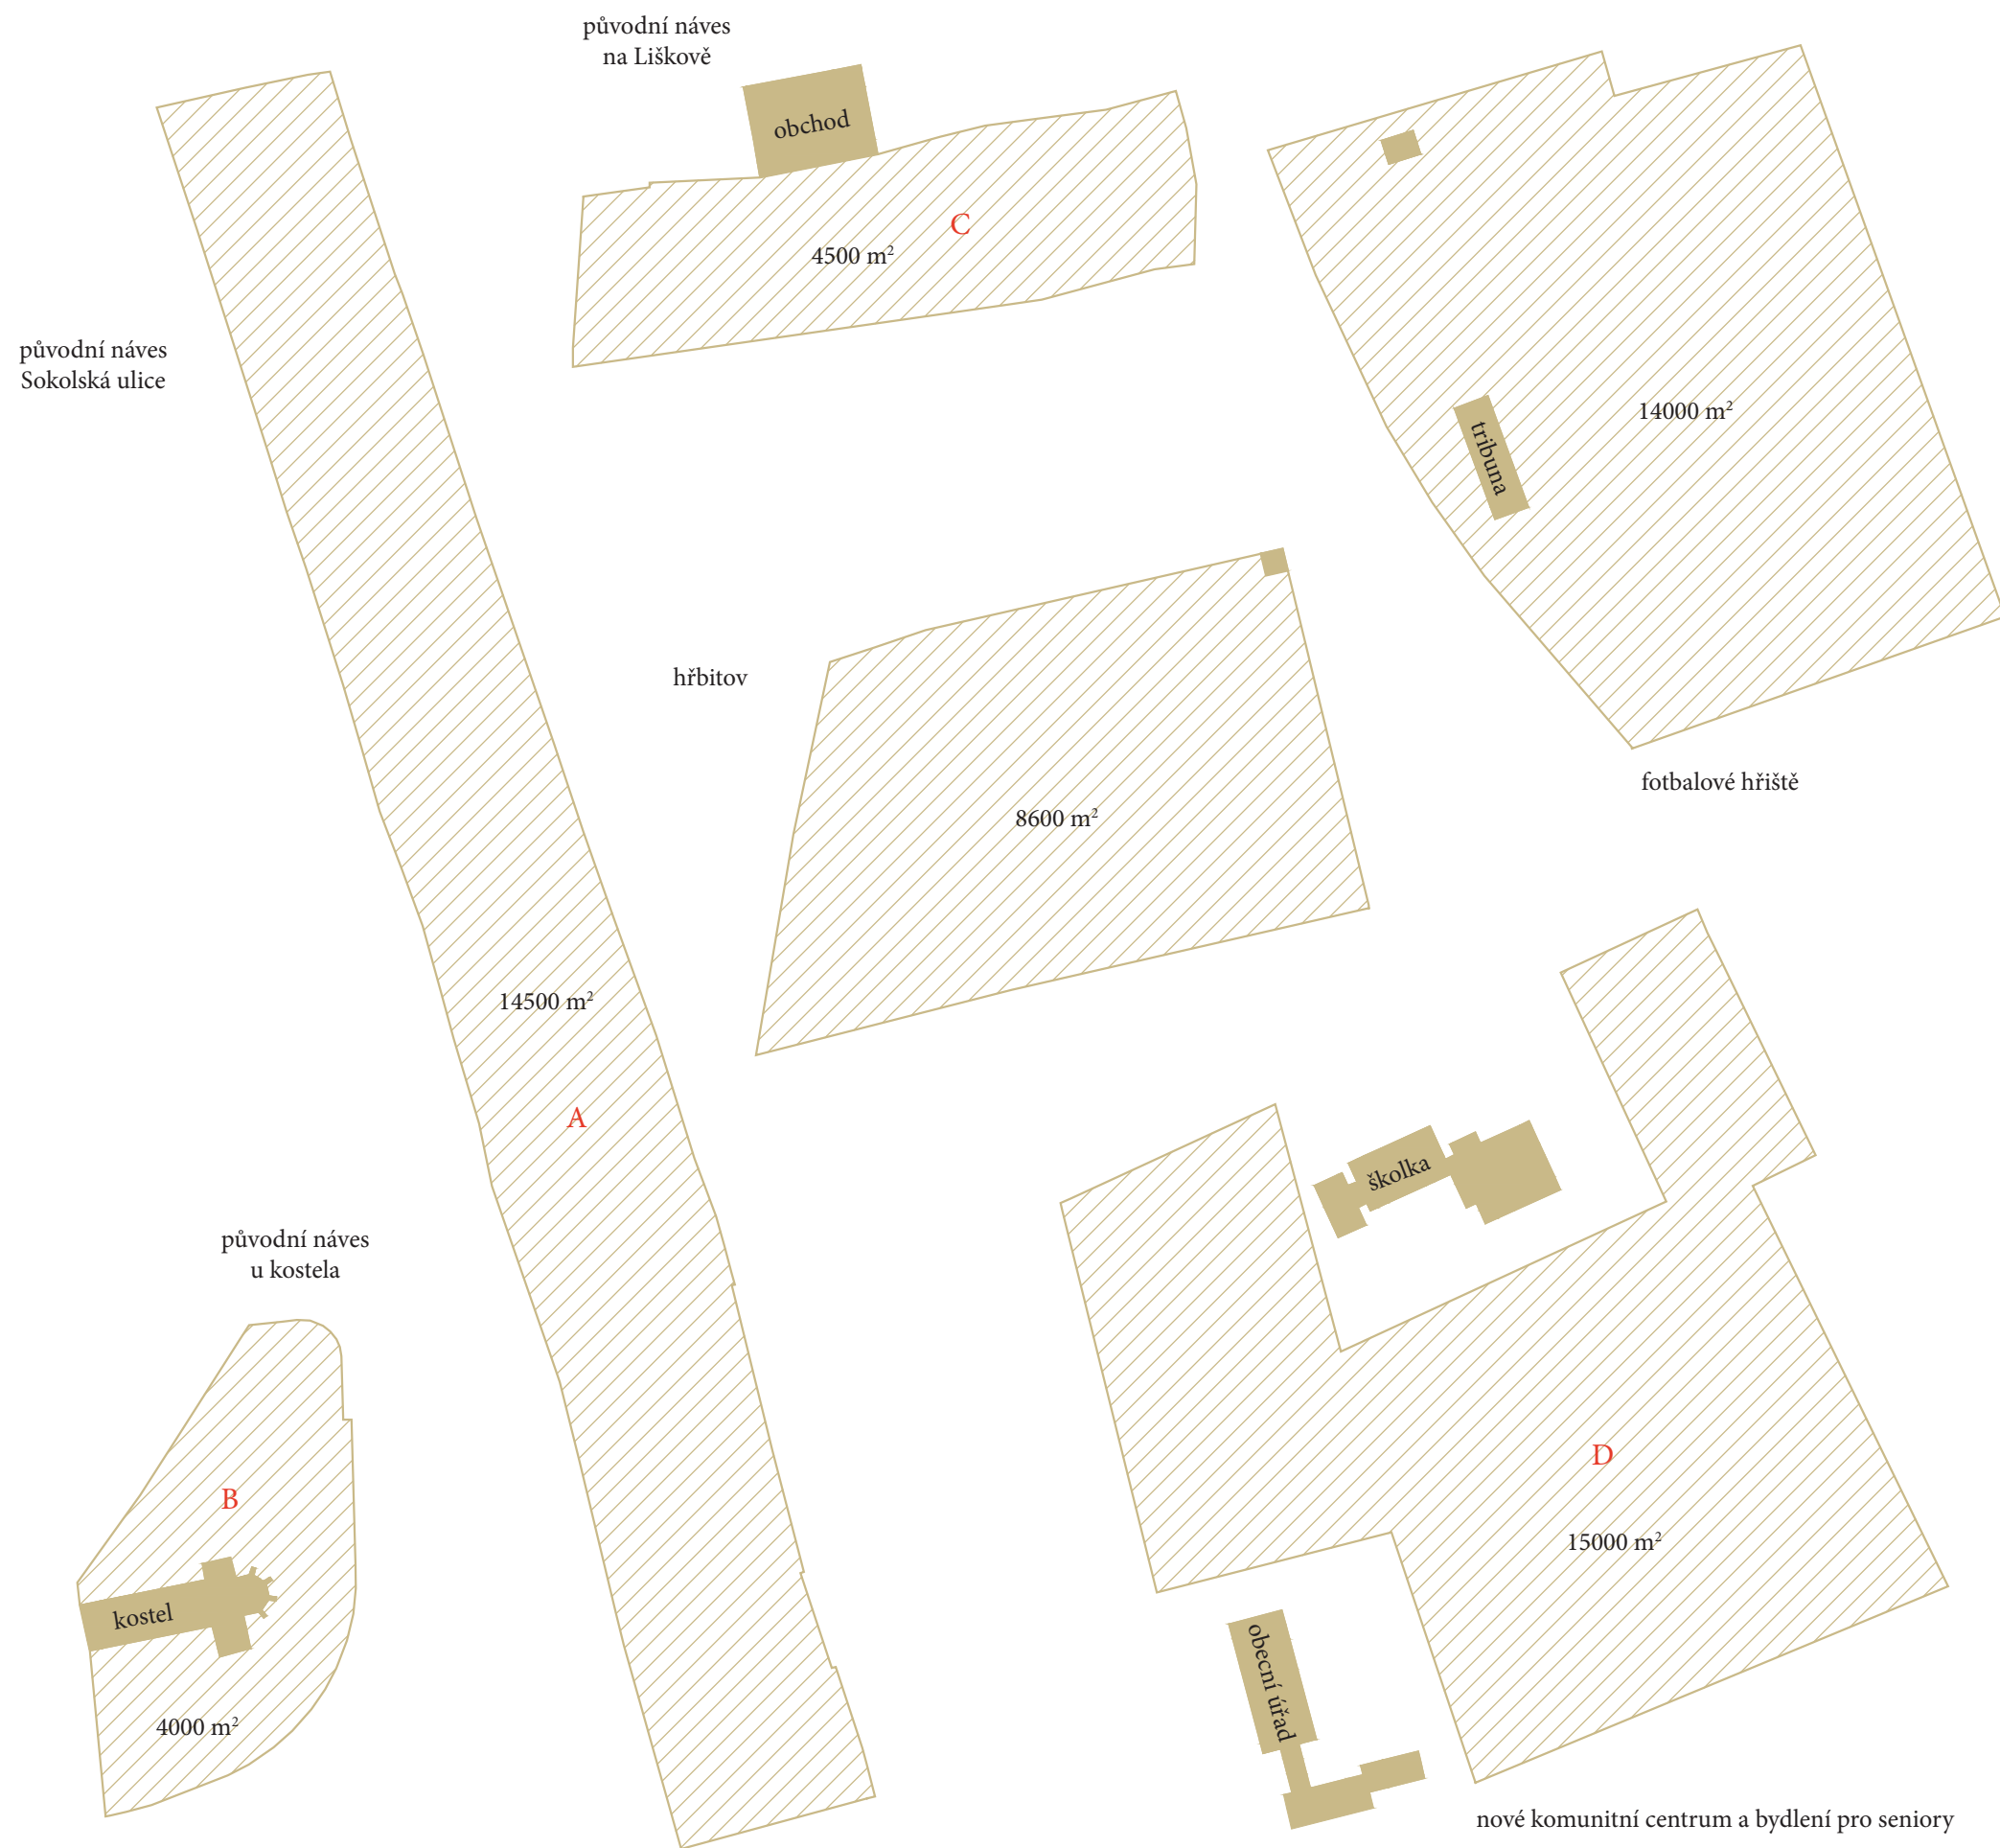 původní náves
na Liškově
obchod
C
4500 m²
původní náves
Sokolská ulice
14000 m²
tribuna
hřbitov
fotbalové hřiště
8600 m²
14500 m²
A
školka
původní náves
u kostela
D
B
15000 m²
kostel
obecní úřad
4000 m²
nové komunitní centrum a bydlení pro seniory